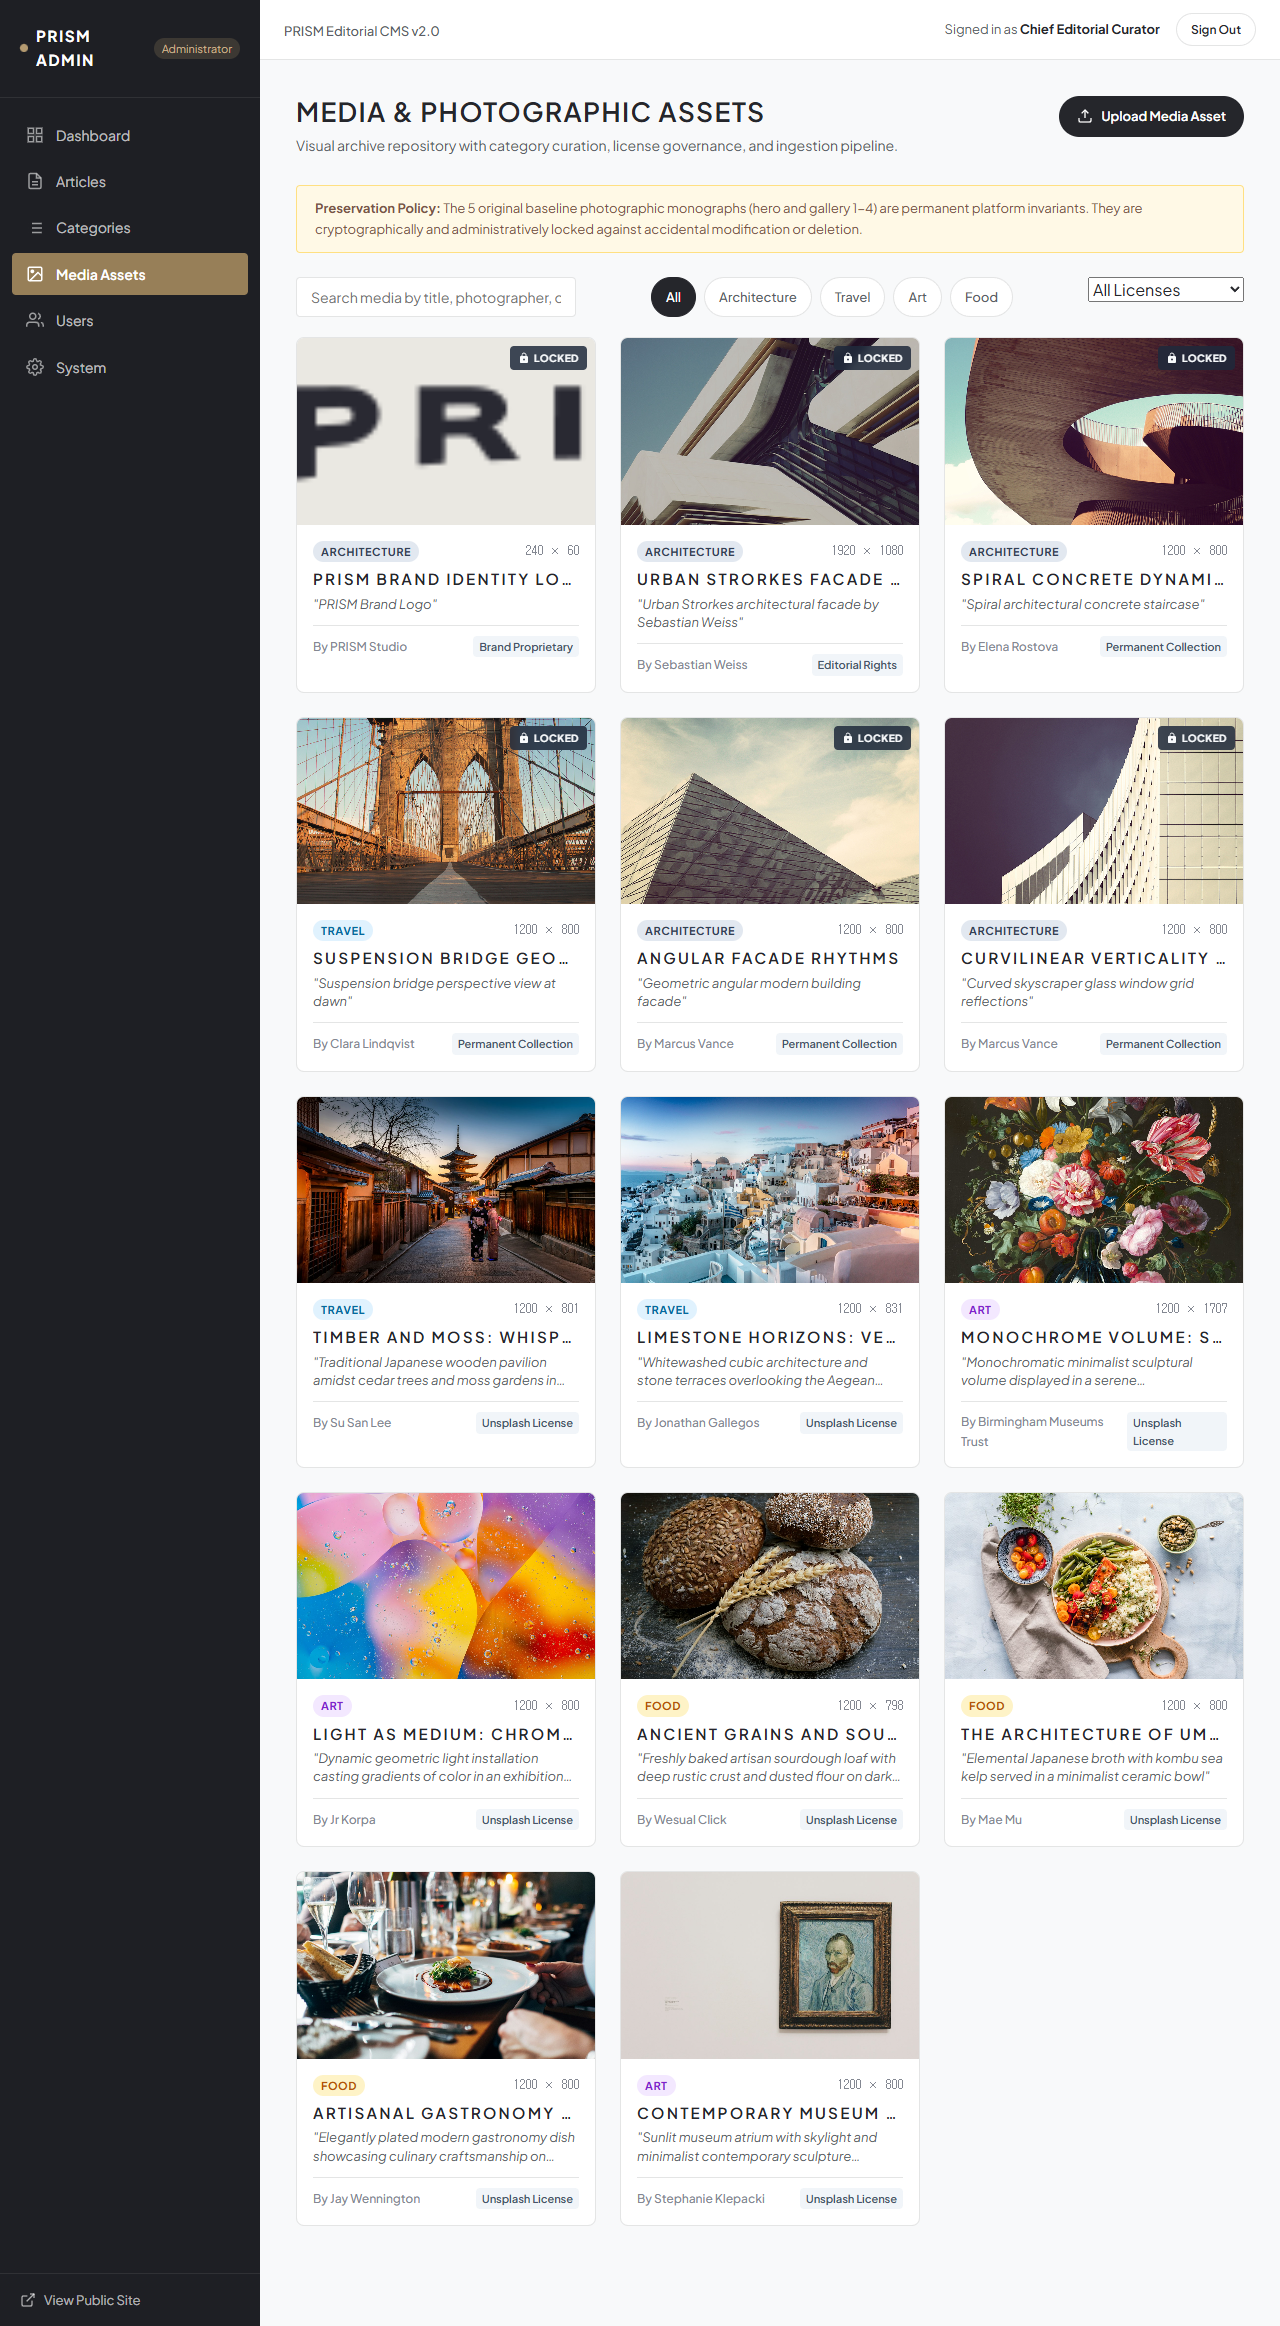 PRISM
ADMIN
Administrator
Dashboard
Articles
Categories
Media Assets
Users
System
View Public Site
PRISM Editorial CMS v2.0
Signed in as Chief Editorial Curator
Sign Out
MEDIA & PHOTOGRAPHIC ASSETS
Visual archive repository with category curation, license governance, and ingestion pipeline.
Upload Media Asset
Preservation Policy: The 5 original baseline photographic monographs (hero and gallery 1–4) are permanent platform invariants. They are
cryptographically and administratively locked against accidental modification or deletion.
Search media by title, photographer, c
All
Architecture
Travel
Art
Food
All Licenses
PRI
LOCKED
ARCHITECTURE
240 × 60
PRISM BRAND IDENTITY LO…
"PRISM Brand Logo"
By PRISM Studio
Brand Proprietary
LOCKED
ARCHITECTURE
1920 × 1080
URBAN STRORKES FACADE …
"Urban Strorkes architectural facade by
Sebastian Weiss"
By Sebastian Weiss
Editorial Rights
LOCKED
ARCHITECTURE
1200 × 800
SPIRAL CONCRETE DYNAMI…
"Spiral architectural concrete staircase"
By Elena Rostova
Permanent Collection
LOCKED
TRAVEL
1200 × 800
SUSPENSION BRIDGE GEO…
"Suspension bridge perspective view at
dawn"
By Clara Lindqvist
Permanent Collection
LOCKED
ARCHITECTURE
1200 × 800
ANGULAR FACADE RHYTHMS
"Geometric angular modern building
facade"
By Marcus Vance
Permanent Collection
LOCKED
ARCHITECTURE
1200 × 800
CURVILINEAR VERTICALITY …
"Curved skyscraper glass window grid
reflections"
By Marcus Vance
Permanent Collection
TRAVEL
1200 × 801
TIMBER AND MOSS: WHISP…
"Traditional Japanese wooden pavilion
amidst cedar trees and moss gardens in…
By Su San Lee
Unsplash License
TRAVEL
1200 × 831
LIMESTONE HORIZONS: VE…
"Whitewashed cubic architecture and
stone terraces overlooking the Aegean…
By Jonathan Gallegos
Unsplash License
ART
1200 × 1707
MONOCHROME VOLUME: S…
"Monochromatic minimalist sculptural
volume displayed in a serene…
By Birmingham Museums
Trust
Unsplash
License
ART
1200 × 800
LIGHT AS MEDIUM: CHROM…
"Dynamic geometric light installation
casting gradients of color in an exhibition…
By Jr Korpa
Unsplash License
FOOD
1200 × 798
ANCIENT GRAINS AND SOU…
"Freshly baked artisan sourdough loaf with
deep rustic crust and dusted flour on dark…
By Wesual Click
Unsplash License
FOOD
1200 × 800
THE ARCHITECTURE OF UM…
"Elemental Japanese broth with kombu sea
kelp served in a minimalist ceramic bowl"
By Mae Mu
Unsplash License
FOOD
1200 × 800
ARTISANAL GASTRONOMY …
"Elegantly plated modern gastronomy dish
showcasing culinary craftsmanship on…
By Jay Wennington
Unsplash License
ART
1200 × 800
CONTEMPORARY MUSEUM …
"Sunlit museum atrium with skylight and
minimalist contemporary sculpture…
By Stephanie Klepacki
Unsplash License